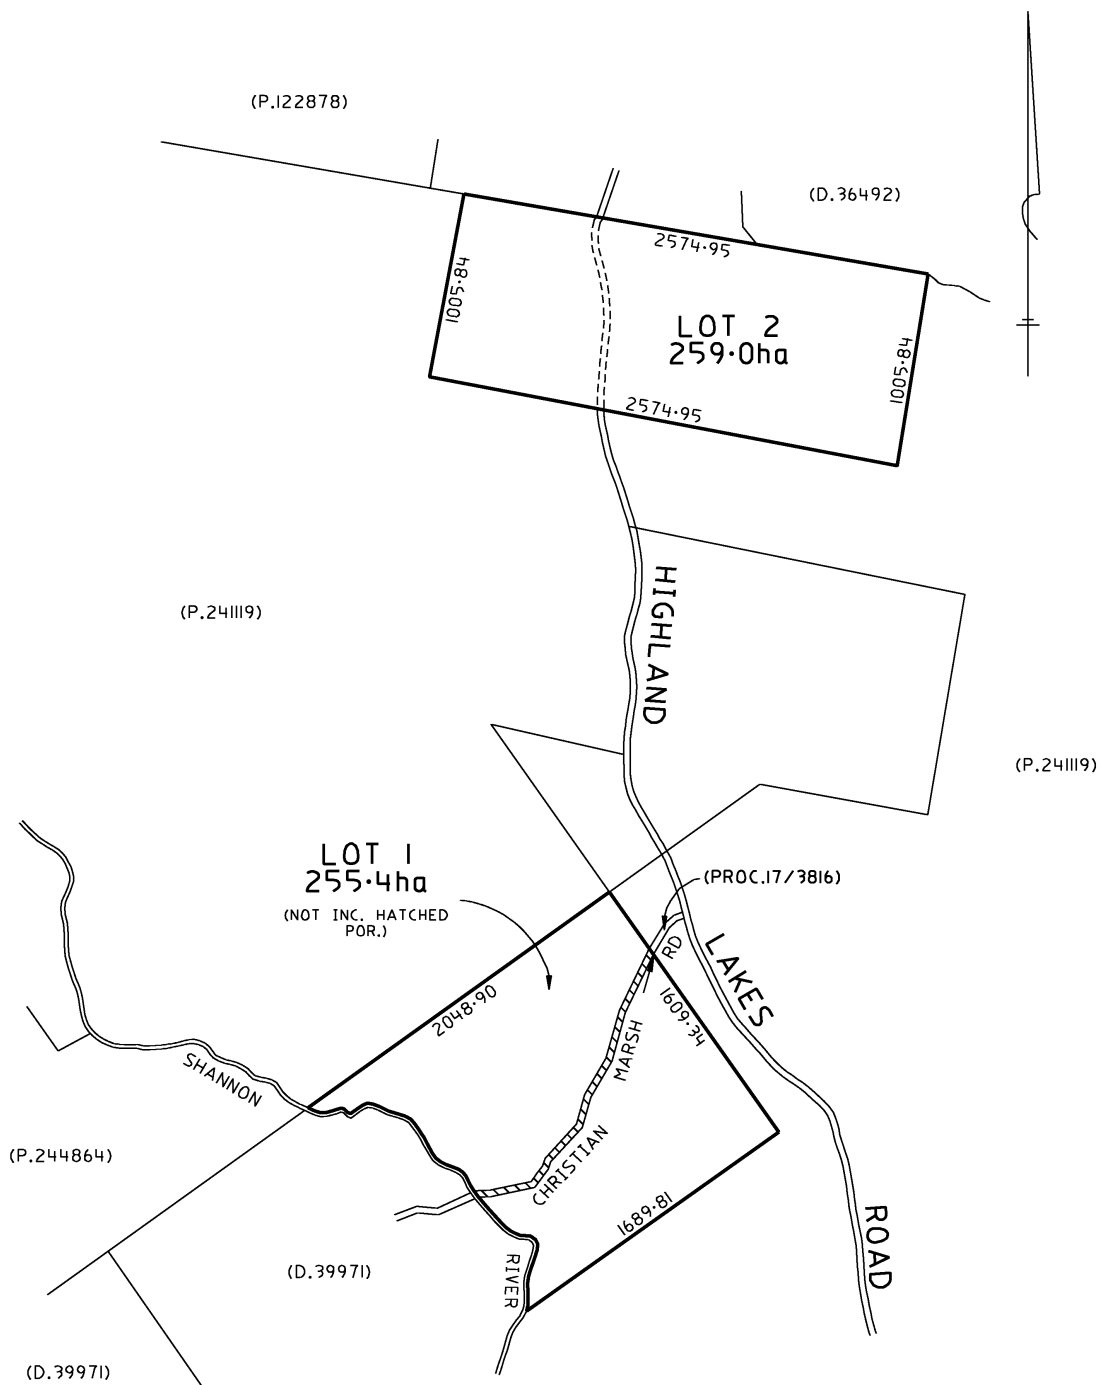 (P.122878)
(D.36492)
2574·95
1005·84
LOT 2
259·0ha
1005·84
2574·95
HIGHLAND
(P.241119)
(P.241119)
LOT 1
255·4ha
(NOT INC. HATCHED
POR.)
(PROC.17/3816)
RD
LAKES
2048·90
1609·34
MARSH
SHANNON
CHRISTIAN
(P.244864)
1689·81
ROAD
(D.39971)
RIVER
(D.39971)